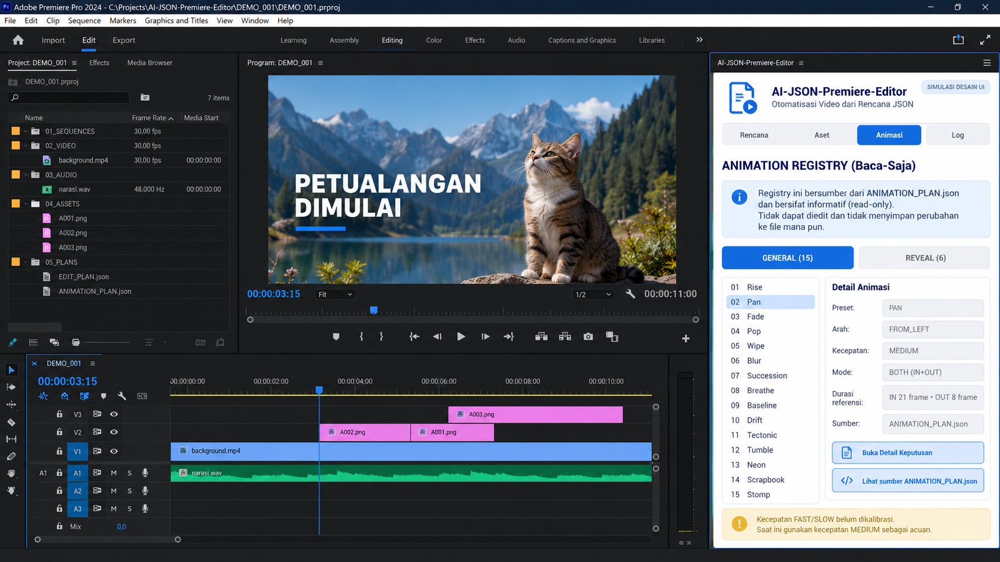 Pr Adobe Premiere Pro 2024 - C:\Projects\AI-JSON-Premiere-Editor\DEMO_001\DEMO_001,prproj
File Edit Clip Sequence Markers Graphics and Titles View Window Help
Import Edit Export
Learning Assembly Editing Color Effects Audio Captions and Graphics Libraries
Project: DEMO_001 Effects Media Browser
DEMO_001.prproj
7 items
Name Frame Rate Media Start
01_SEQUENCES 30,00 fps
02_VIDEO 30,00 fps
background.mp4 30,00 fps 00:00:00:00
03_AUDIO
narasi.wav 48.000 Hz 00:00:00:00
04_ASSETS
A001.png
A002.png
A003.png
05_PLANS
EDIT_PLAN.json
ANIMATION_PLAN.json
Program: DEMO_001
PETUALANGAN
DIMULAI
00:00:03:15 Fit 1/2 00:00:11:00
DEMO_001
00:00:03:15
00:00:00:00 00:00:02:00 00:00:04:00 00:00:06:00 00:00:08:00 00:00:10:00
V3 A003.png
V2 A002.png A001.png
V1 background.mp4
A1 A1 M S narasi.wav
A2 M S
A3 M S
Mix 0,0
AI-JSON-Premiere-Editor
AI-JSON-Premiere-Editor
SIMULASI DESAIN UI
Otomatisasi Video dari Rencana JSON
Rencana Aset Animasi Log
ANIMATION REGISTRY (Baca-Saja)
Registry ini bersumber dari ANIMATION_PLAN.json
dan bersifat informatif (read-only).
Tidak dapat diedit dan tidak menyimpan perubahan
ke file mana pun.
GENERAL (15) REVEAL (6)
01 Rise
02 Pan
03 Fade
04 Pop
05 Wipe
06 Blur
07 Succession
08 Breathe
09 Baseline
10 Drift
11 Tectonic
12 Tumble
13 Neon
14 Scrapbook
15 Stomp
Detail Animasi
Preset: PAN
Arah: FROM_LEFT
Kecepatan: MEDIUM
Mode: BOTH (IN+OUT)
Durasi
referensi: IN 21 frame • OUT 8 frame
Sumber: ANIMATION_PLAN.json
Buka Detail Keputusan
Lihat sumber ANIMATION_PLAN.json
Kecepatan FAST/SLOW belum dikalibrasi.
Saat ini gunakan kecepatan MEDIUM sebagai acuan.